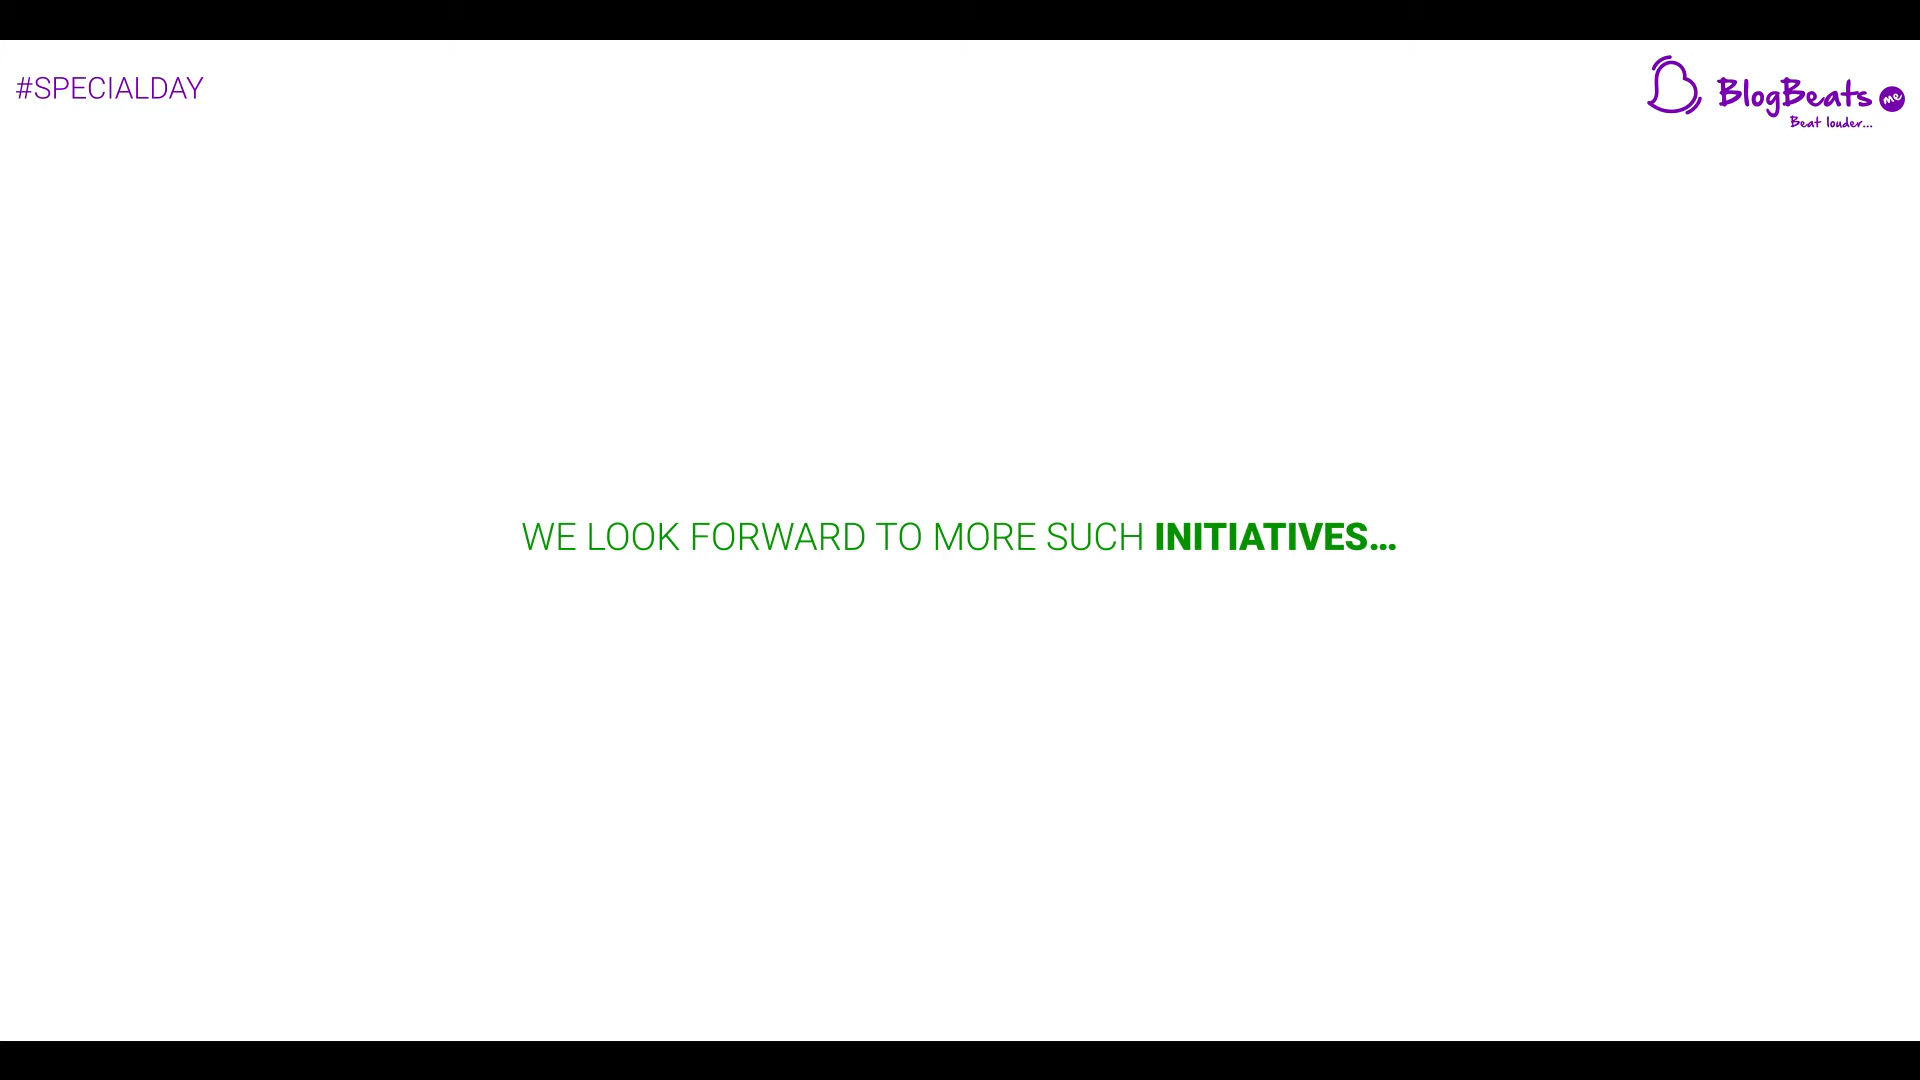 #SPECIALDAY
BlogBeats me
Beat louder...
WE LOOK FORWARD TO MORE SUCH INITIATIVES...